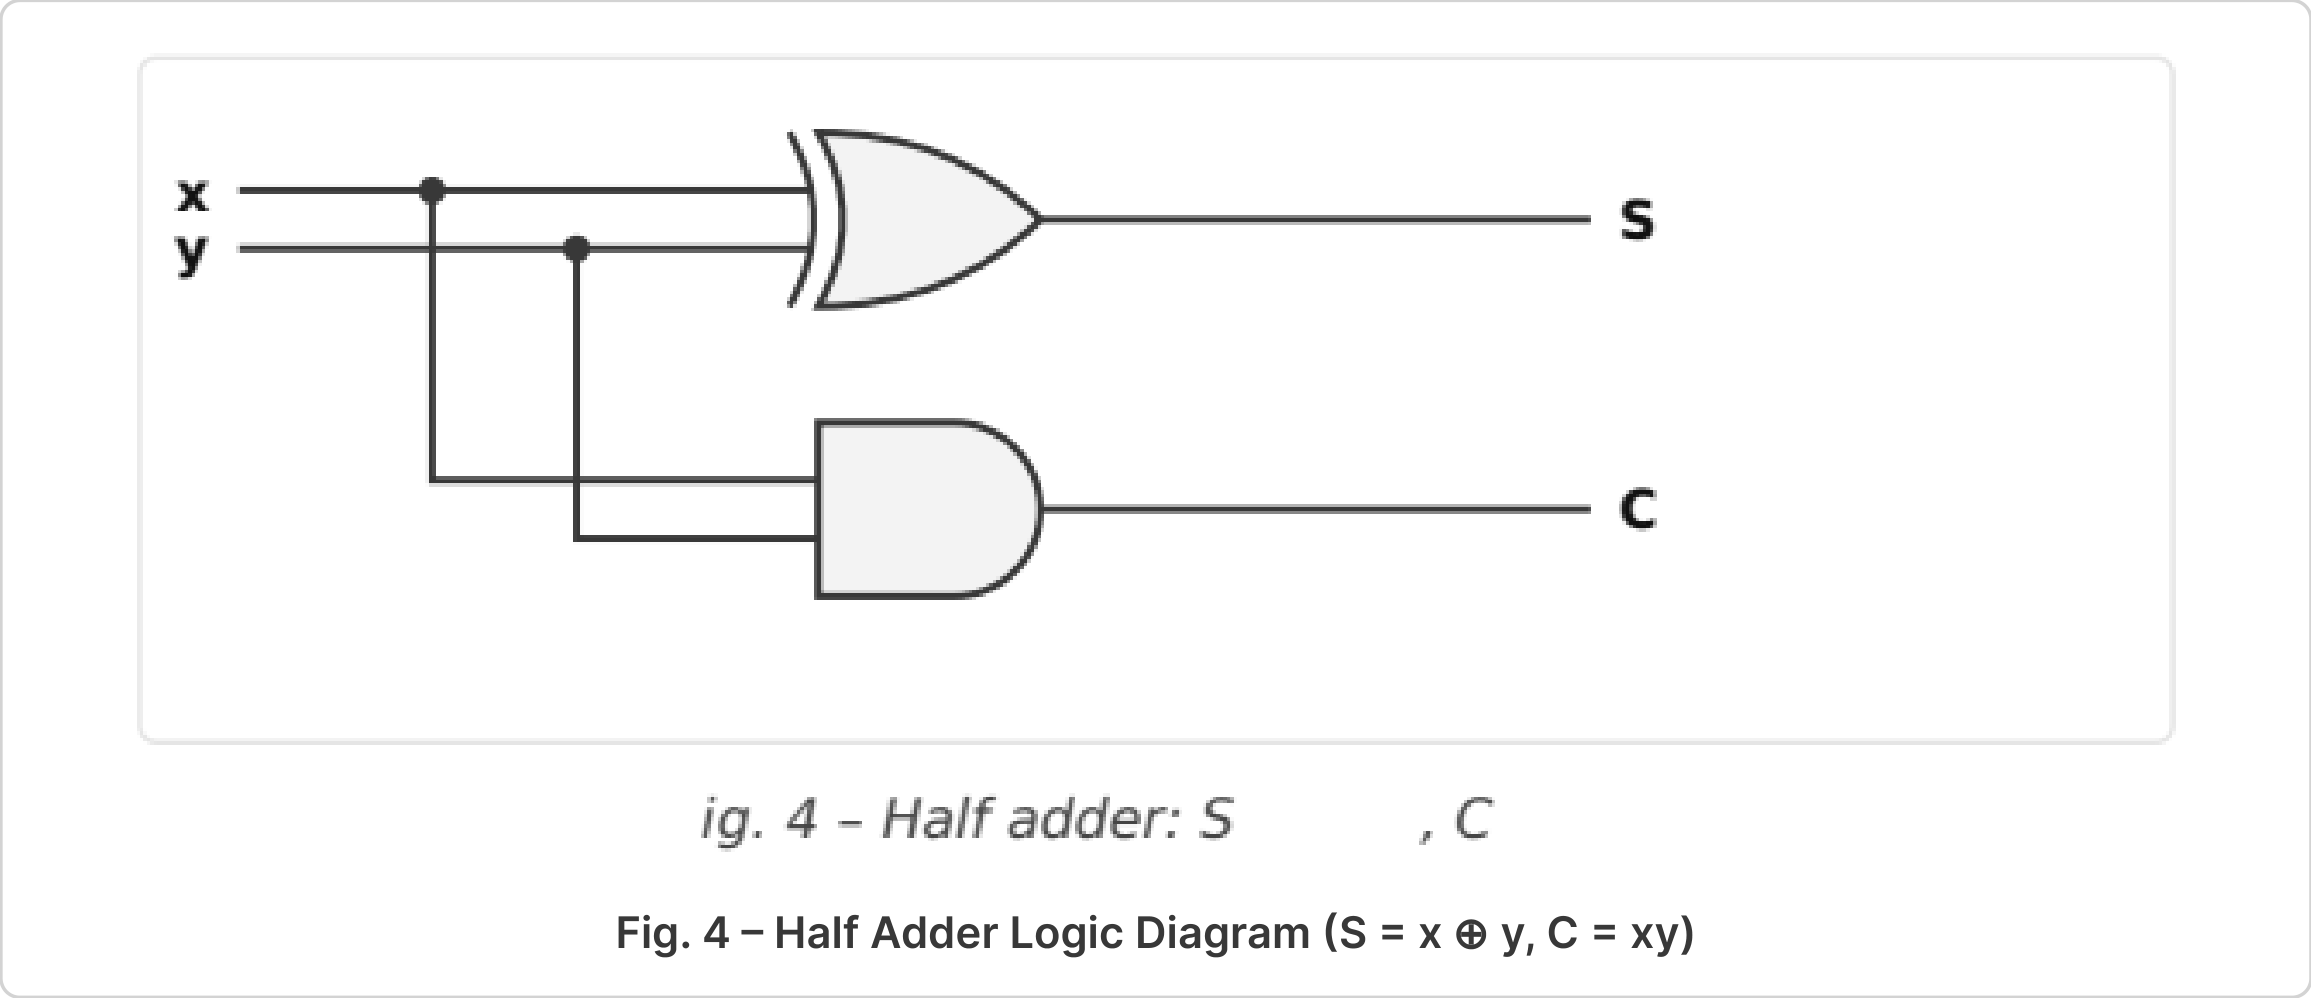 x
S
y
C
ig. 4 – Half adder: S , C
Fig. 4 – Half Adder Logic Diagram (S = x ⊕ y, C = xy)